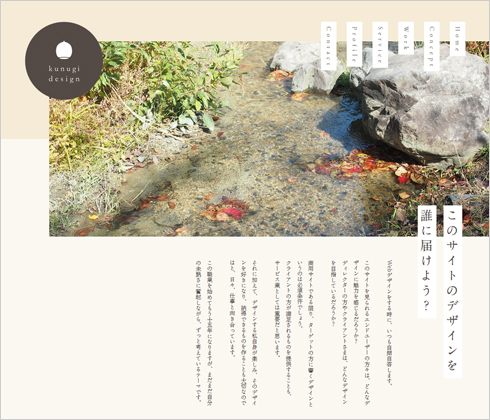 kunugi
design
Home
Concept
Work
Service
Profile
Contact
このサイトのデザインを
誰に届けよう?
Webデザインをする時に、いつも自問自答します。
このサイトを見られるエンドユーザーの方々は、どんなデ
ザインに魅力を感じるだろうか?
ディレクターの方やクライアントさまは、どんなデザイン
を目指しているだろうか?
商用サイトである限り、ターゲットの方に響くデザインと
いうのは必須条件でしょう。
クライアントの方が満足されるものを提供することも、
サービス業としては重要だと思います。
それに加えて、デザインする私自身が楽しみ、そのデザイ
ンを好きになり、納得できるものを作ることも大切なので
はと、日々、仕事と向き合っています。
この職業を始めてもう十五年になりますが、まだまだ自分
の未熟さに奮起しながら、ずっと考えているテーマです。